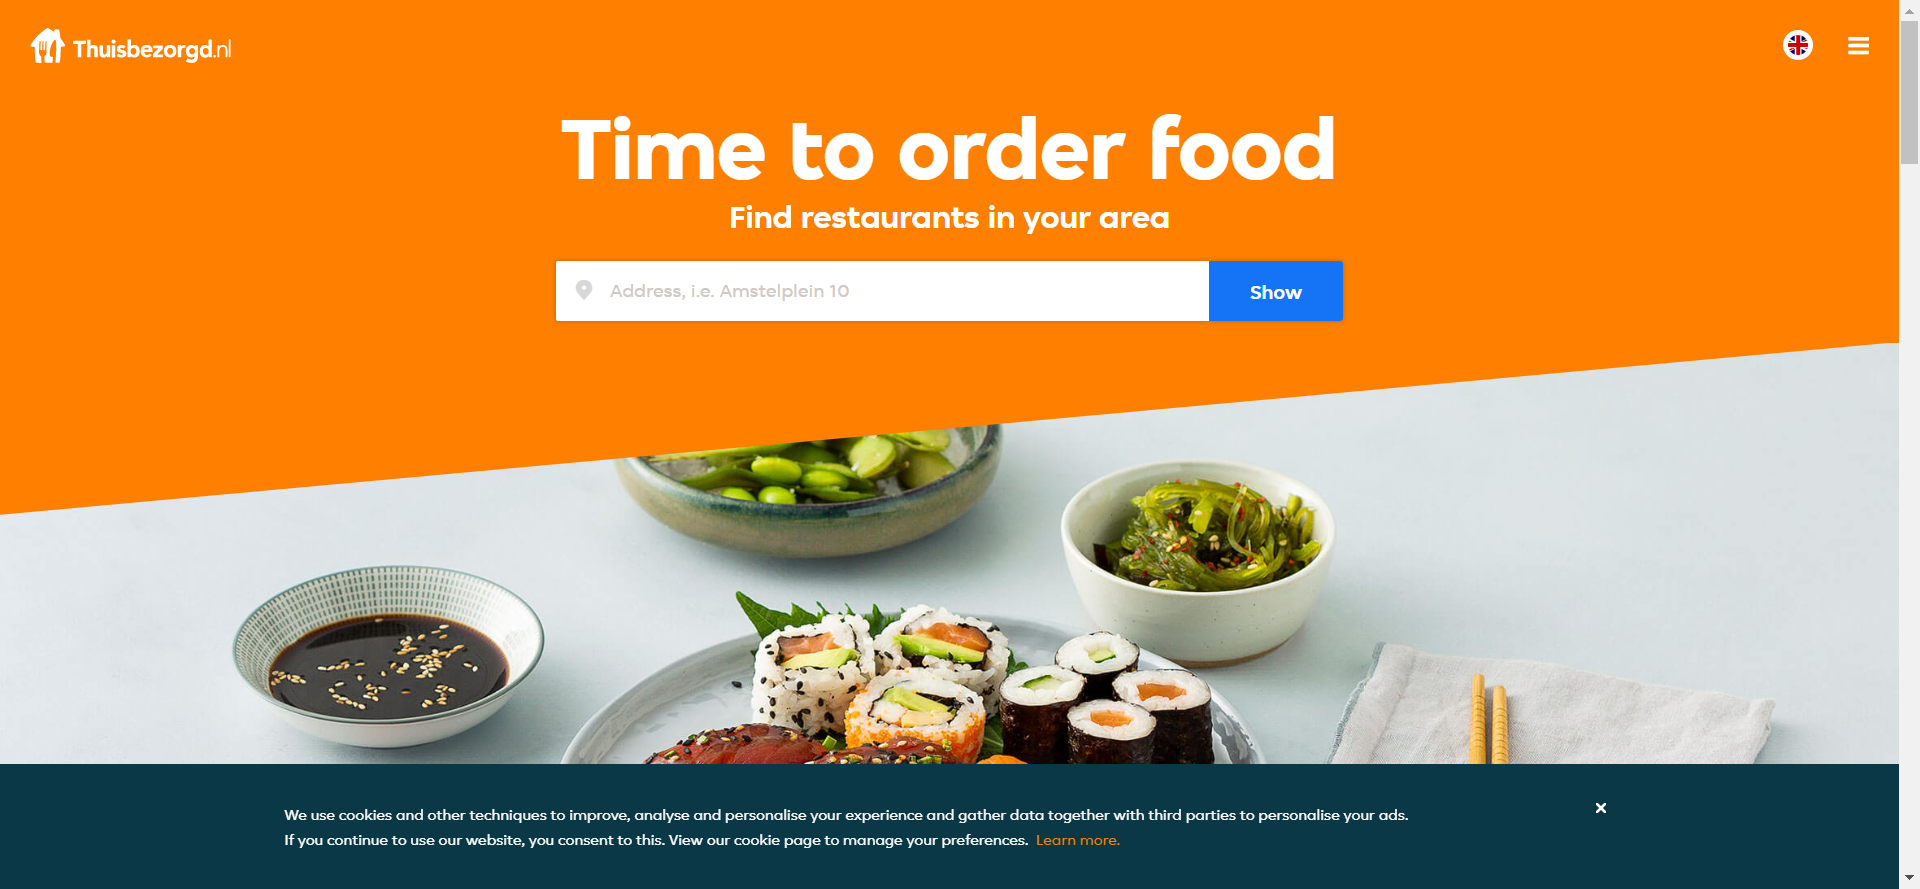 Thuisbezorgd.nl
Time to order food
Find restaurants in your area
Address, i.e. Amstelplein 10
Show
We use cookies and other techniques to improve, analyse and personalise your experience and gather data together with third parties to personalise your ads.
If you continue to use our website, you consent to this. View our cookie page to manage your preferences. Learn more.